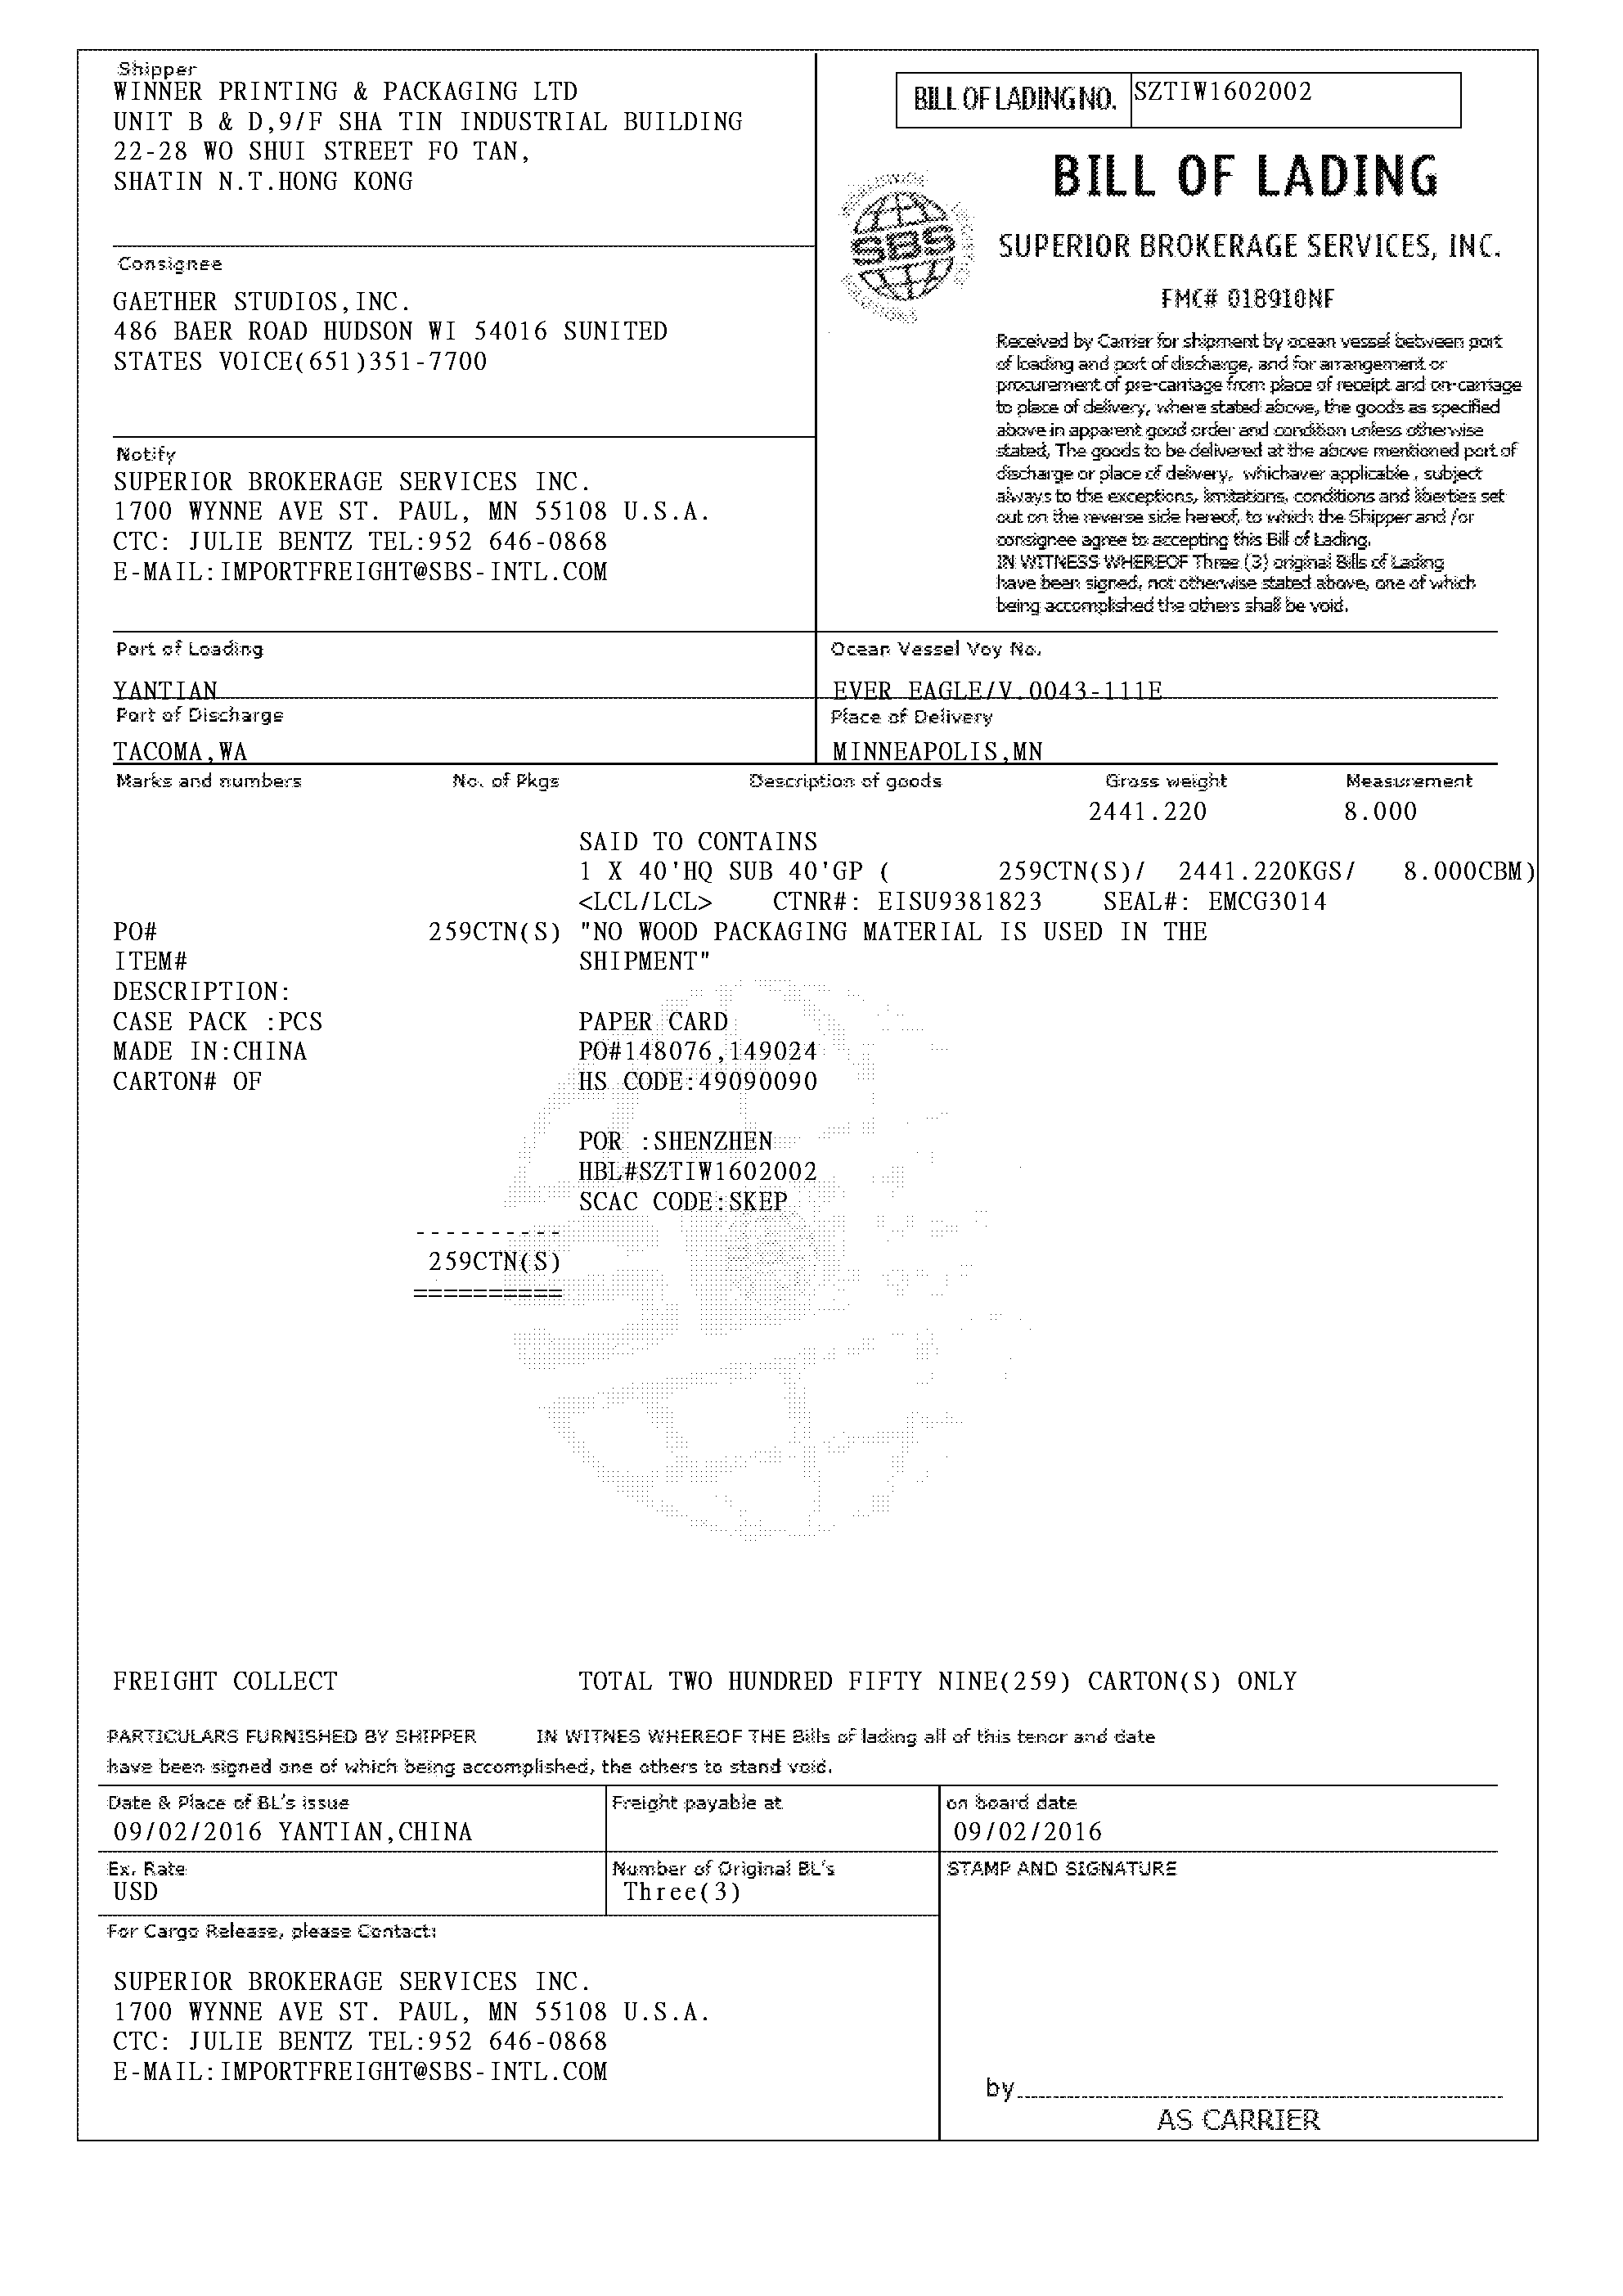 Shipper
WINNER PRINTING & PACKAGING LTD
UNIT B & D,9/F SHA TIN INDUSTRIAL BUILDING
22-28 WO SHUI STREET FO TAN,
SHATIN N.T.HONG KONG
BILL OF LADING NO. SZTIW1602002
BILL OF LADING
SBS
SUPERIOR BROKERAGE SERVICES, INC.
FMC# 018910NF
Consignee
GAETHER STUDIOS,INC.
486 BAER ROAD HUDSON WI 54016 SUNITED
STATES VOICE(651)351-7700
Received by Carrier for shipment by ocean vessel between port
of loading and port of discharge, and for arrangement or
procurement of pre-carriage from place of receipt and on-carriage
to place of delivery, where stated above, the goods as specified
above in apparent good order and condition unless otherwise
stated, The goods to be delivered at the above mentioned port of
discharge or place of delivery, whichaver applicable , subject
always to the exceptions, limitations, conditions and liberties set
out on the reverse side hereof, to which the Shipper and /or
consignee agree to accepting this Bill of Lading.
IN WITNESS WHEREOF Three (3) original Bills of Lading
have been signed, not otherwise stated above, one of which
being accomplished the others shall be void.
Notify
SUPERIOR BROKERAGE SERVICES INC.
1700 WYNNE AVE ST. PAUL, MN 55108 U.S.A.
CTC: JULIE BENTZ TEL:952 646-0868
E-MAIL:IMPORTFREIGHT@SBS-INTL.COM
Port of Loading Ocean Vessel Voy No.
YANTIAN EVER EAGLE/V.0043-111E
Port of Discharge Place of Delivery
TACOMA,WA MINNEAPOLIS,MN
Marks and numbers No. of Pkgs Description of goods Gross weight Measurement
2441.220 8.000
SAID TO CONTAINS
1 X 40'HQ SUB 40'GP ( 259CTN(S)/ 2441.220KGS/ 8.000CBM)
<LCL/LCL> CTNR#: EISU9381823 SEAL#: EMCG3014
PO# 259CTN(S) "NO WOOD PACKAGING MATERIAL IS USED IN THE
ITEM# SHIPMENT"
DESCRIPTION:
CASE PACK :PCS PAPER CARD
MADE IN:CHINA PO#148076,149024
CARTON# OF HS CODE:49090090
POR :SHENZHEN
HBL#SZTIW1602002
SCAC CODE:SKEP
----------
259CTN(S)
==========
FREIGHT COLLECT TOTAL TWO HUNDRED FIFTY NINE(259) CARTON(S) ONLY
PARTICULARS FURNISHED BY SHIPPER IN WITNES WHEREOF THE Bills of lading all of this tenor and date
have been signed one of which being accomplished, the others to stand void.
Date & Place of BL's issue Freight payable at on board date
09/02/2016 YANTIAN,CHINA 09/02/2016
Ex. Rate Number of Original BL's STAMP AND SIGNATURE
USD Three(3)
For Cargo Release, please Contact:
SUPERIOR BROKERAGE SERVICES INC.
1700 WYNNE AVE ST. PAUL, MN 55108 U.S.A.
CTC: JULIE BENTZ TEL:952 646-0868
E-MAIL:IMPORTFREIGHT@SBS-INTL.COM
by
AS CARRIER